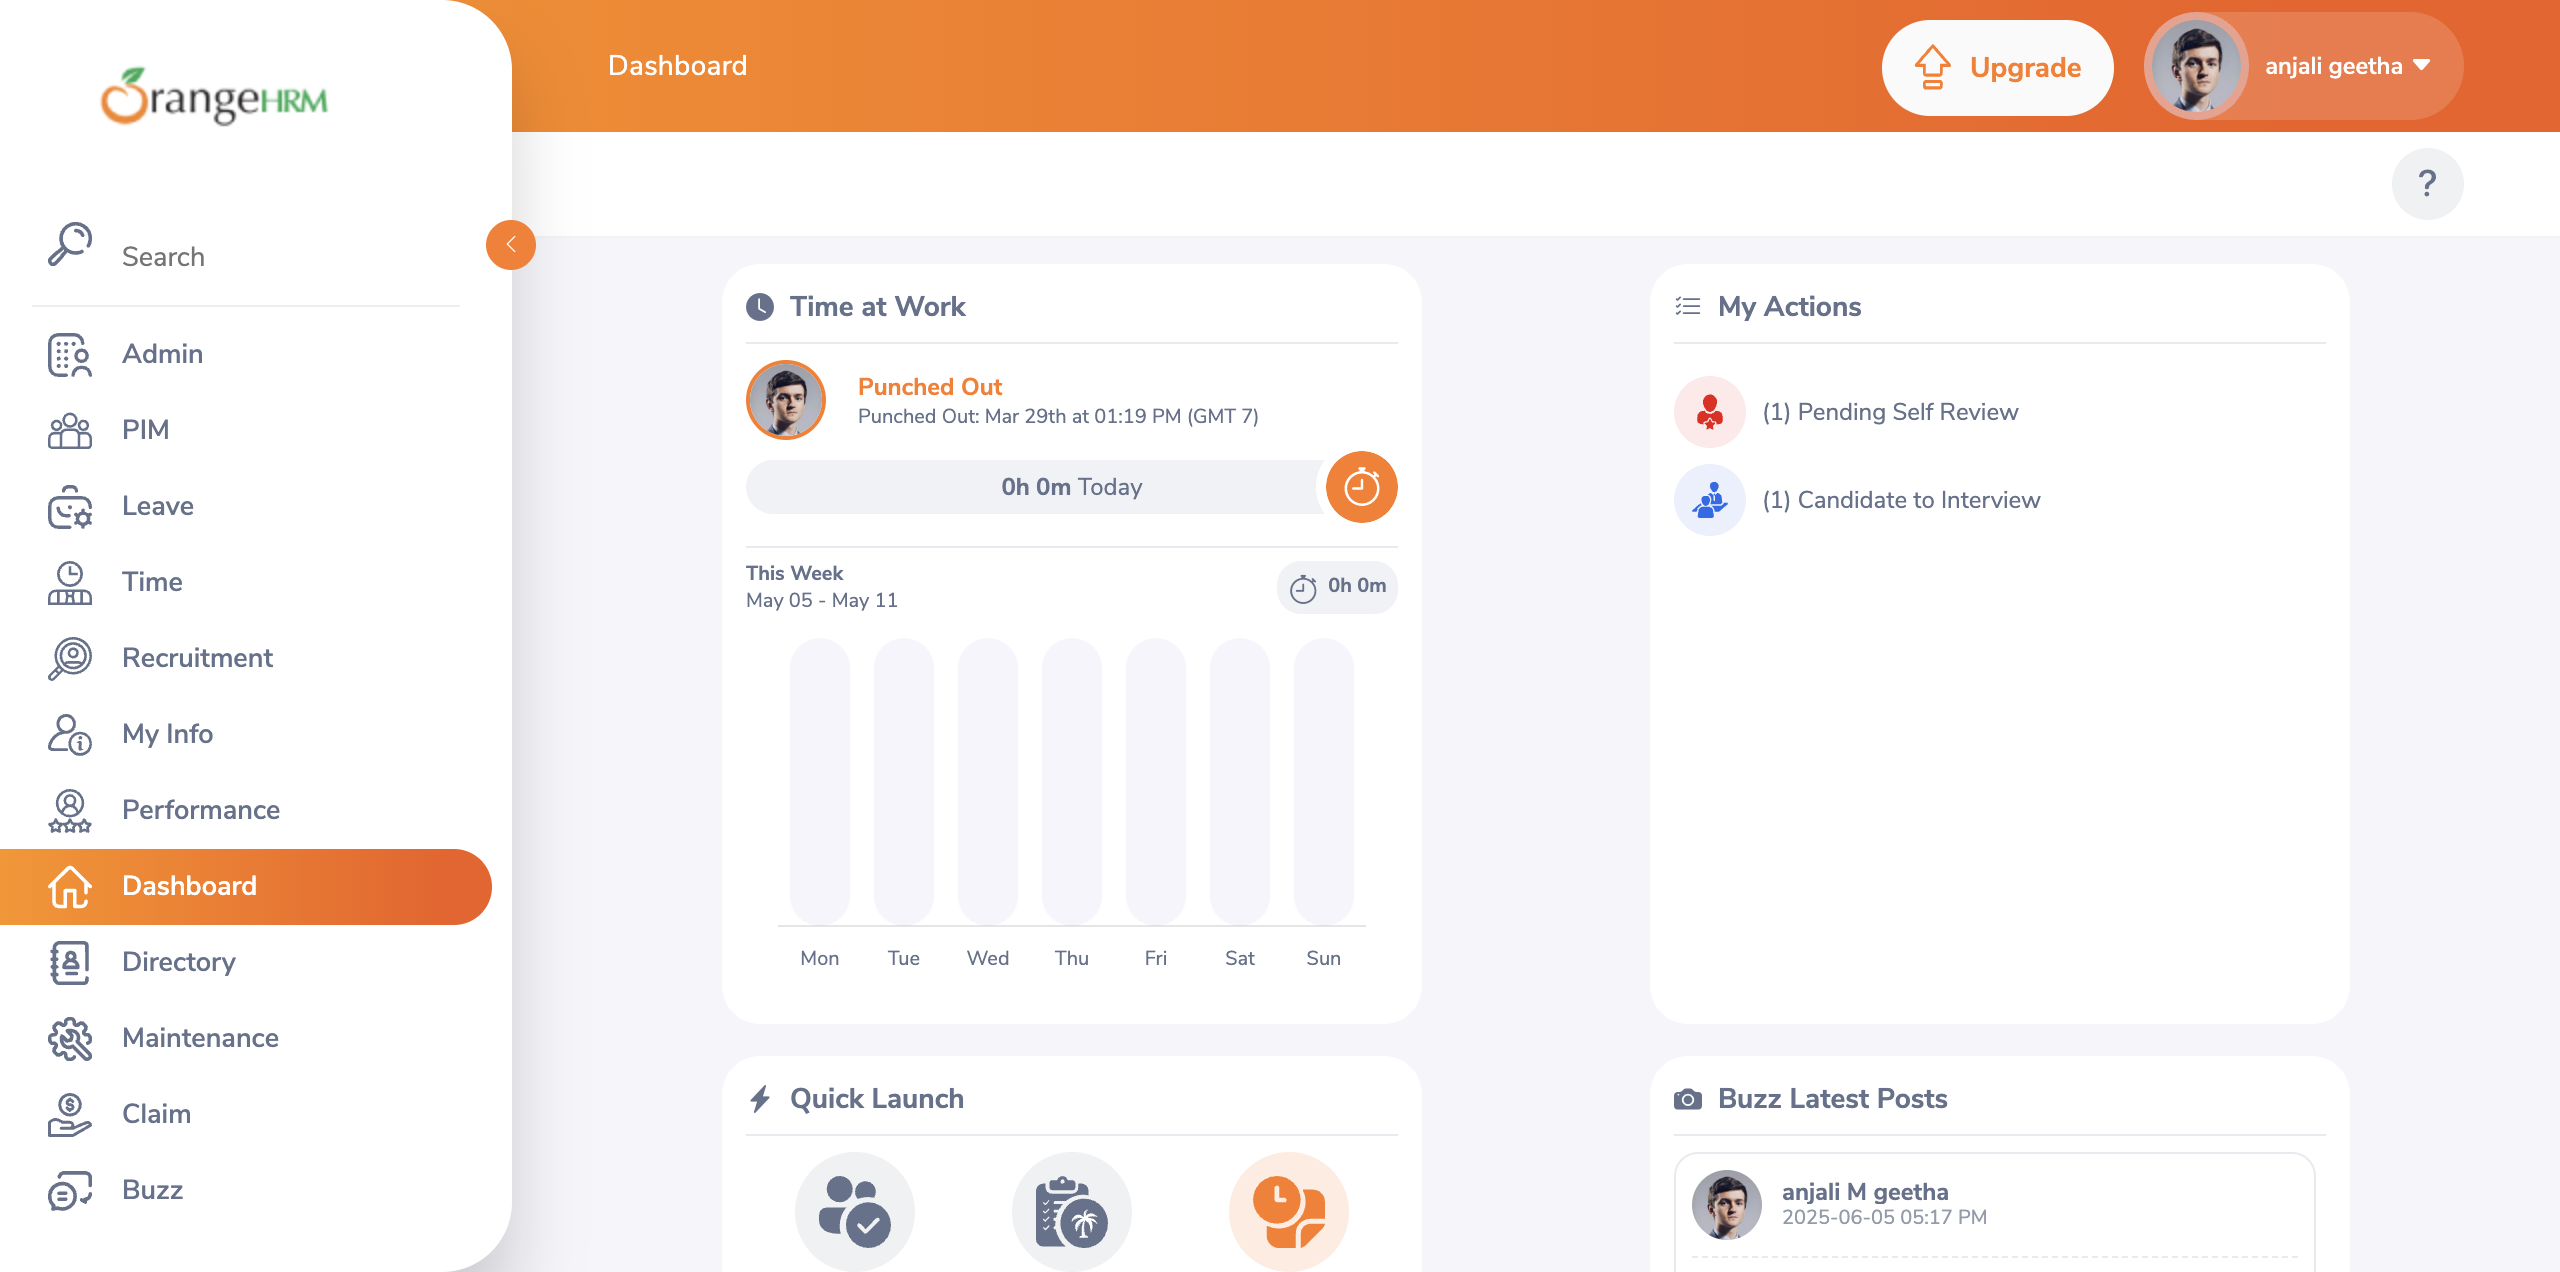 OrangeHRM
Search
Admin
PIM
Leave
Time
Recruitment
My Info
Performance
Dashboard
Directory
Maintenance
Claim
Buzz
Dashboard
Upgrade
anjali geetha
?
Time at Work
Punched Out
Punched Out: Mar 29th at 01:19 PM (GMT 7)
0h 0m Today
This Week
May 05 - May 11
0h 0m
Mon Tue Wed Thu Fri Sat Sun
My Actions
(1) Pending Self Review
(1) Candidate to Interview
Quick Launch
Buzz Latest Posts
anjali M geetha
2025-06-05 05:17 PM